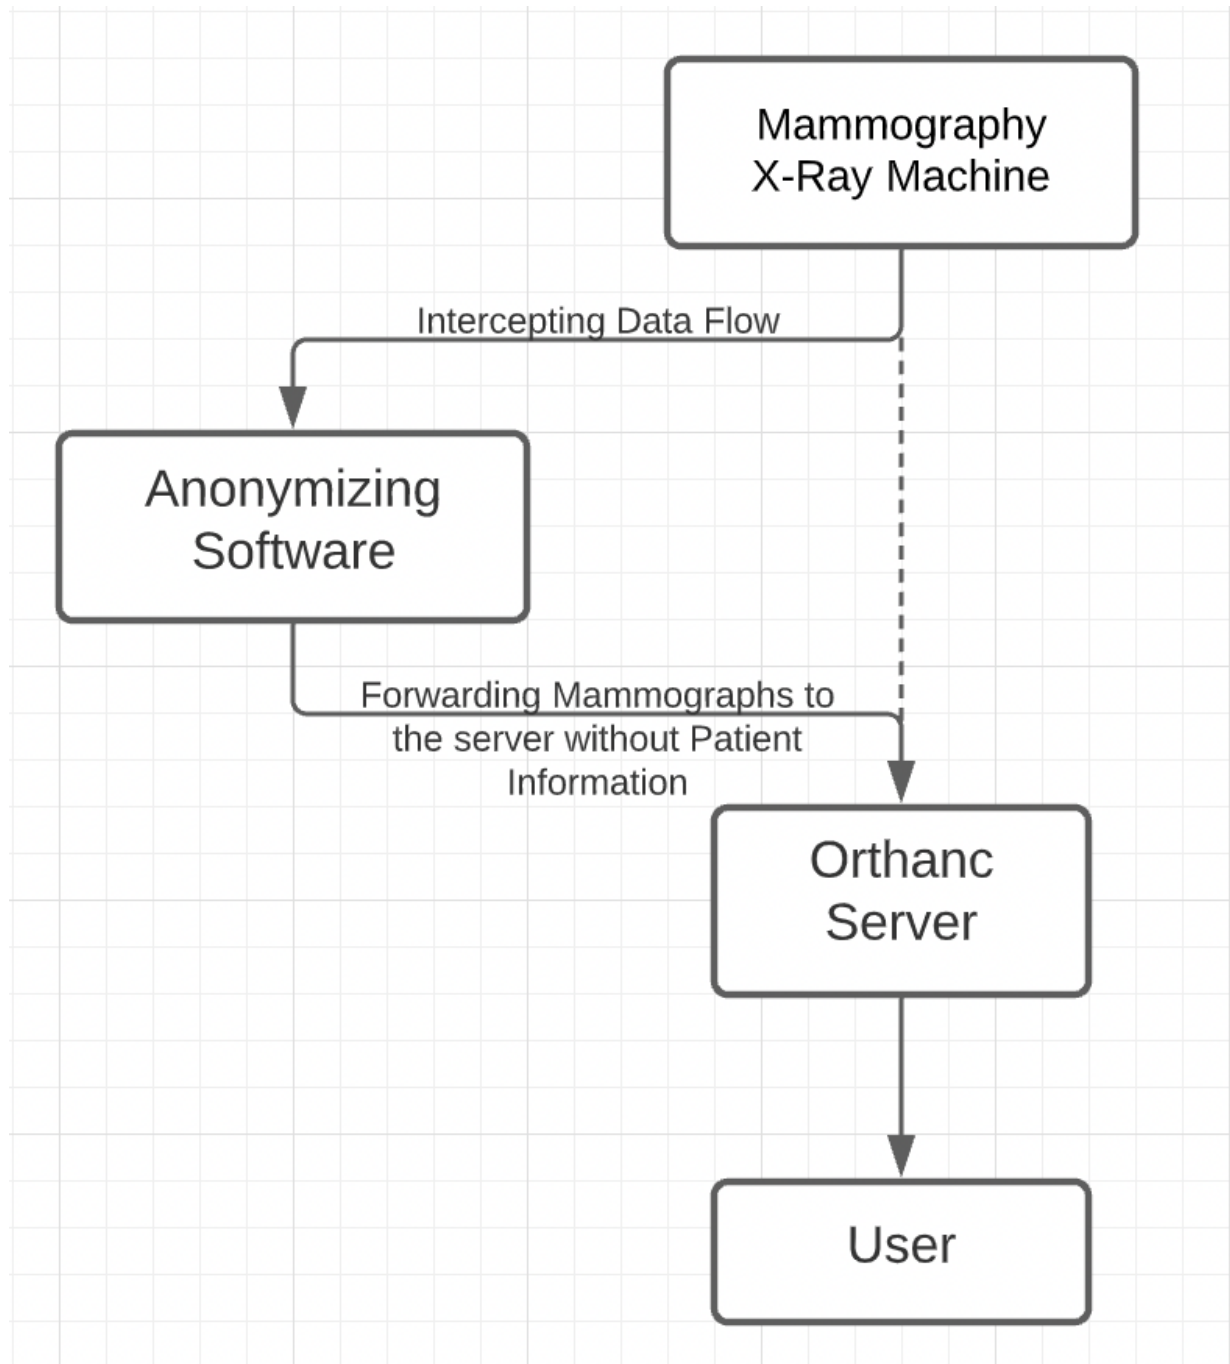 Mammography
X-Ray Machine
Intercepting Data Flow
Anonymizing
Software
Forwarding Mammographs to
the server without Patient
Information
Orthanc
Server
User